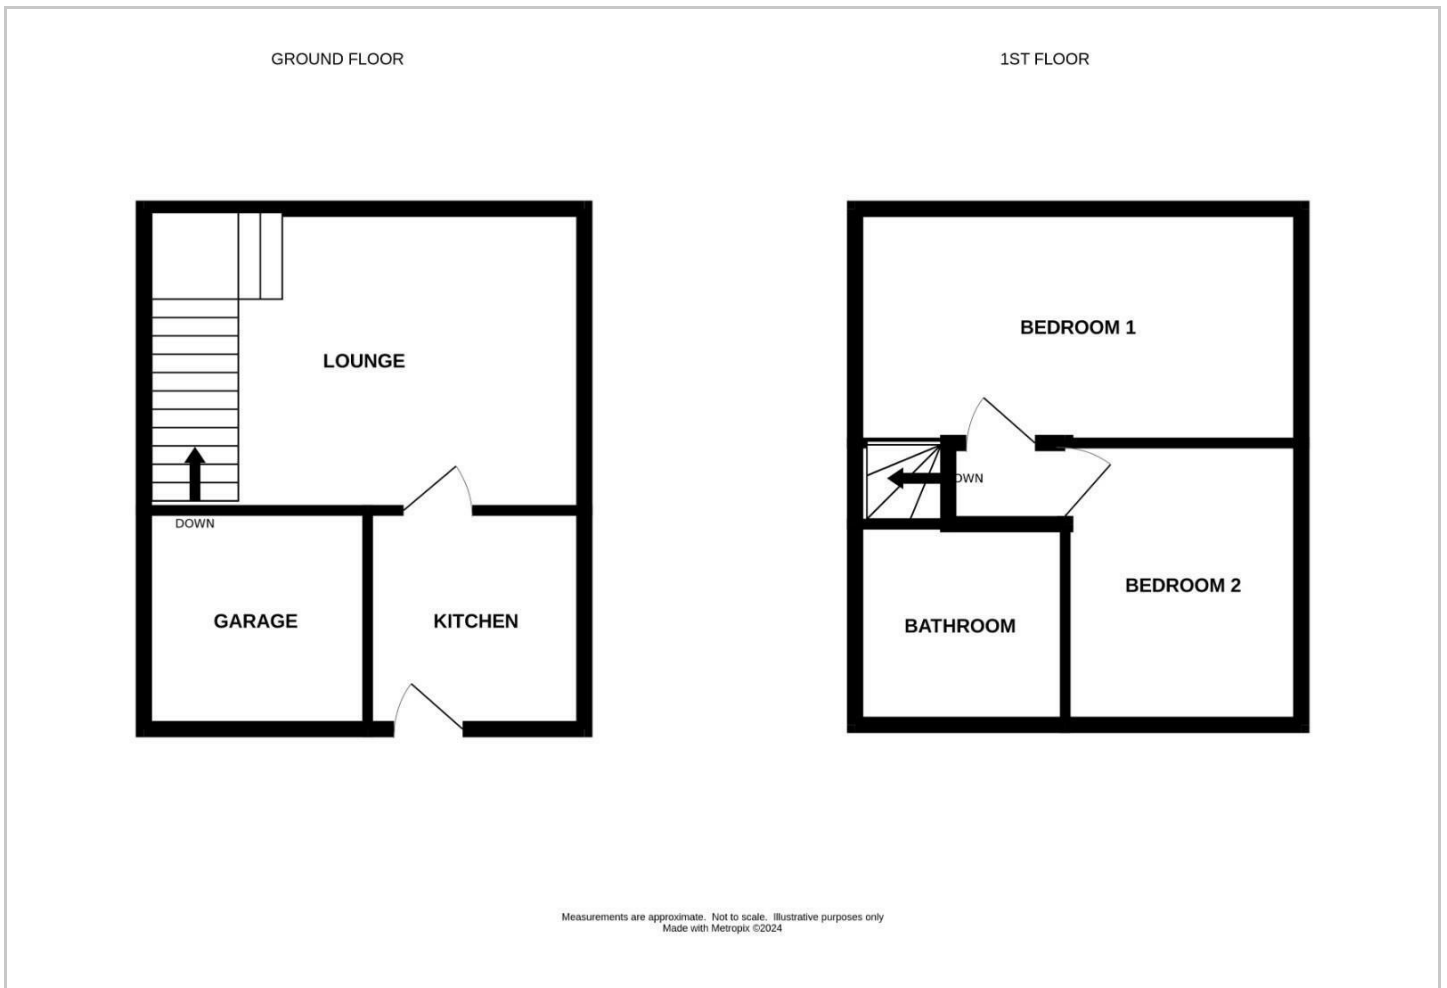 GROUND FLOOR
1ST FLOOR
LOUNGE
DOWN
GARAGE
KITCHEN
BEDROOM 1
OWN
BEDROOM 2
BATHROOM
Measurements are approximate. Not to scale. Illustrative purposes only
Made with Metropix ©2024